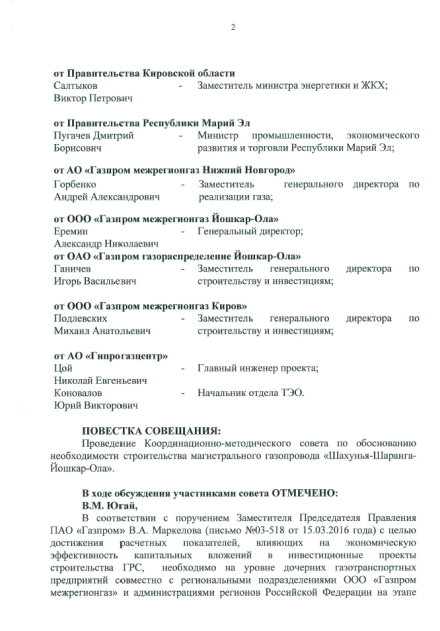 2
от Правительства Кировской области
Салтыков - Заместитель министра энергетики и ЖКХ;
Виктор Петрович
от Правительства Республики Марий Эл
Пугачев Дмитрий - Министр промышленности, экономического
Борисович развития и торговли Республики Марий Эл;
от АО «Газпром межрегионгаз Нижний Новгород»
Горбенко - Заместитель генерального директора по
Андрей Александрович реализации газа;
от ООО «Газпром межрегионгаз Йошкар-Ола»
Еремин - Генеральный директор;
Александр Николаевич
от ОАО «Газпром газораспределение Йошкар-Ола»
Ганичев - Заместитель генерального директора по
Игорь Васильевич строительству и инвестициям;
от ООО «Газпром межрегионгаз Киров»
Подлевских - Заместитель генерального директора по
Михаил Анатольевич строительству и инвестициям;
от АО «Гипрогазцентр»
Цой - Главный инженер проекта;
Николай Евгеньевич
Коновалов - Начальник отдела ТЭО.
Юрий Викторович
ПОВЕСТКА СОВЕЩАНИЯ:
Проведение Координационно-методического совета по обоснованию
необходимости строительства магистрального газопровода «Шахунья-Шаранга-
Йошкар-Ола».
В ходе обсуждения участниками совета ОТМЕЧЕНО:
В.М. Югай,
В соответствии с поручением Заместителя Председателя Правления
ПАО «Газпром» В.А. Маркелова (письмо №03-518 от 15.03.2016 года) с целью
достижения расчетных показателей, влияющих на экономическую
эффективность капитальных вложений в инвестиционные проекты
строительства ГРС, необходимо на уровне дочерних газотранспортных
предприятий совместно с региональными подразделениями ООО «Газпром
межрегионгаз» и администрациями регионов Российской Федерации на этапе